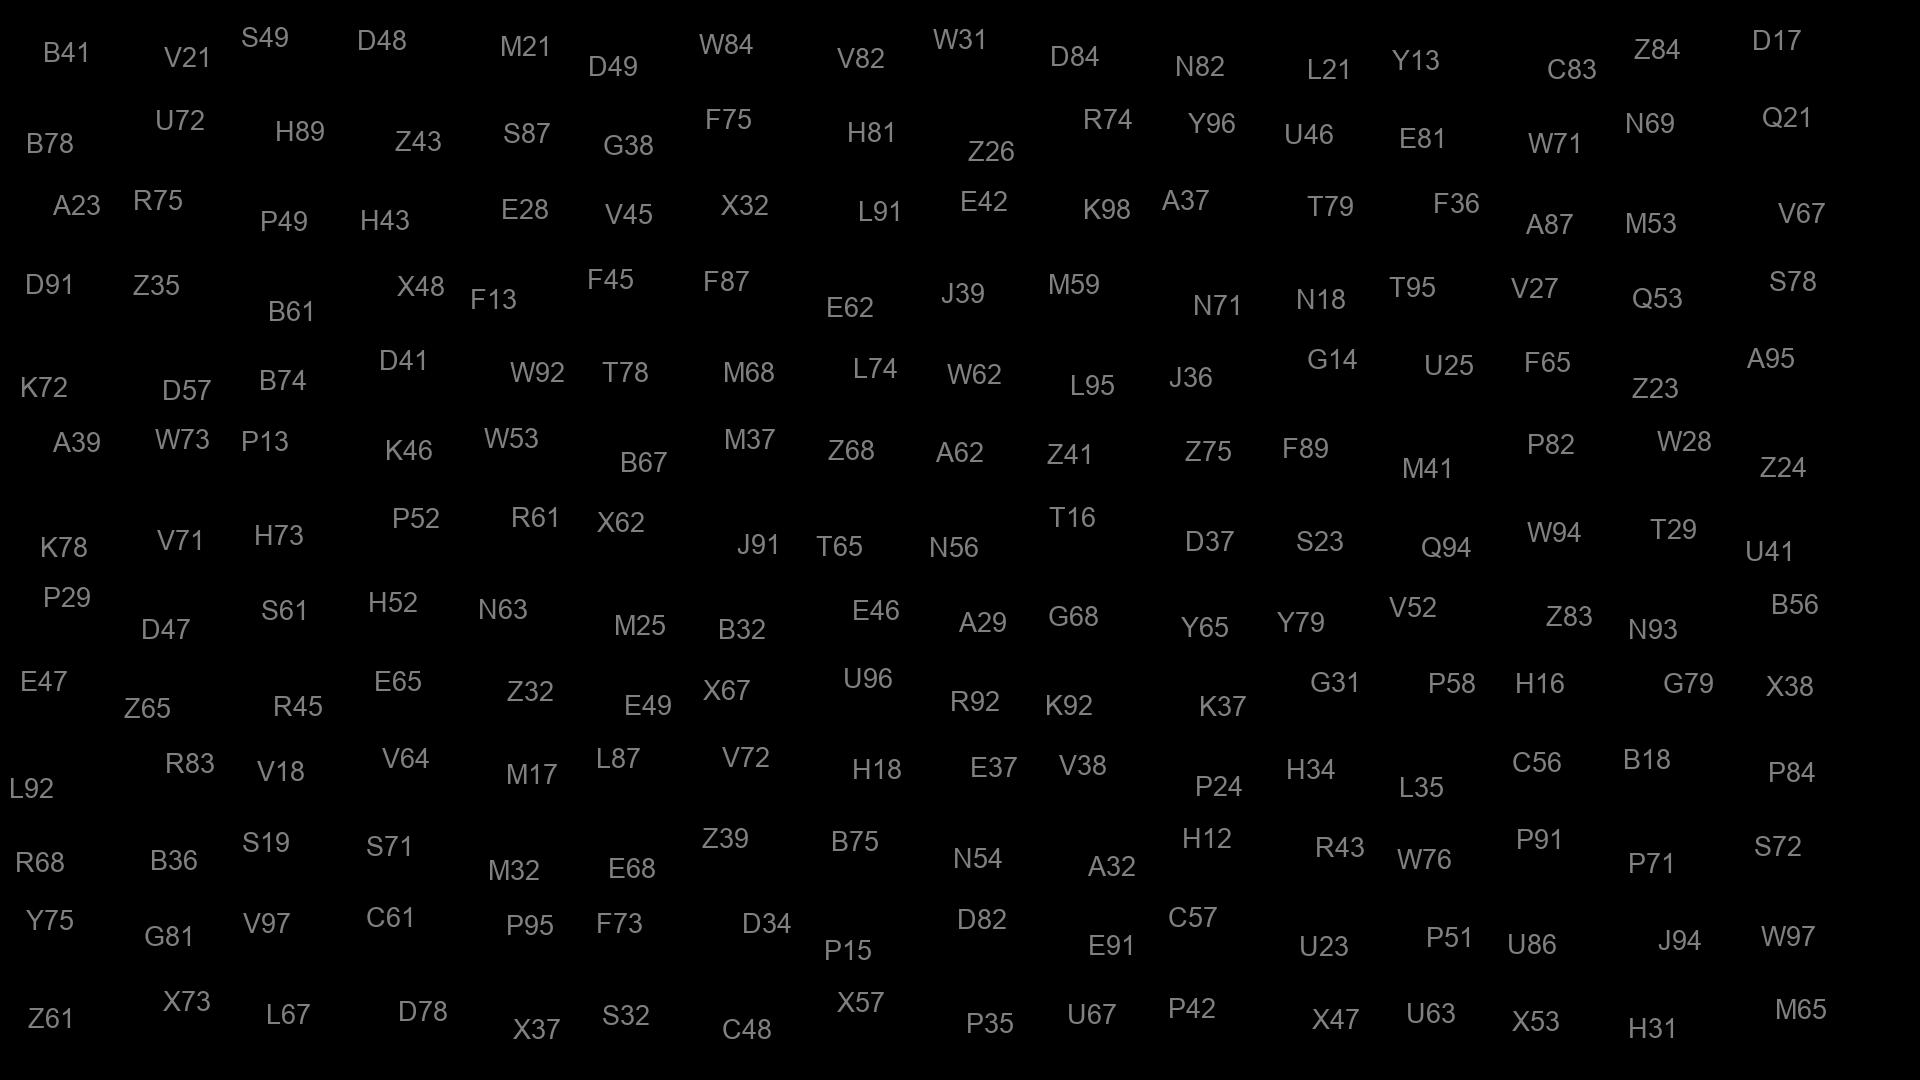 B41 V21 S49 D48 M21 D49 W84 V82 W31 D84 N82 L21 Y13 C83 Z84 D17
B78 U72 H89 Z43 S87 G38 F75 H81 Z26 R74 Y96 U46 E81 W71 N69 Q21
A23 R75 P49 H43 E28 V45 X32 L91 E42 K98 A37 T79 F36 A87 M53 V67
D91 Z35 B61 X48 F13 F45 F87 E62 J39 M59 N71 N18 T95 V27 Q53 S78
K72 D57 B74 D41 W92 T78 M68 L74 W62 L95 J36 G14 U25 F65 Z23 A95
A39 W73 P13 K46 W53 B67 M37 Z68 A62 Z41 Z75 F89 M41 P82 W28 Z24
K78 V71 H73 P52 R61 X62 J91 T65 N56 T16 D37 S23 Q94 W94 T29 U41
P29 D47 S61 H52 N63 M25 B32 E46 A29 G68 Y65 Y79 V52 Z83 N93 B56
E47 Z65 R45 E65 Z32 E49 X67 U96 R92 K92 K37 G31 P58 H16 G79 X38
L92 R83 V18 V64 M17 L87 V72 H18 E37 V38 P24 H34 L35 C56 B18 P84
R68 B36 S19 S71 M32 E68 Z39 B75 N54 A32 H12 R43 W76 P91 P71 S72
Y75 G81 V97 C61 P95 F73 D34 P15 D82 E91 C57 U23 P51 U86 J94 W97
Z61 X73 L67 D78 X37 S32 C48 X57 P35 U67 P42 X47 U63 X53 H31 M65